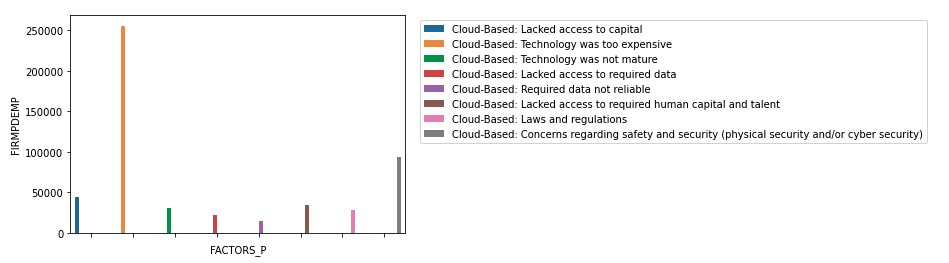 250000
200000
150000
100000
50000
0
FIRMPDEMP
FACTORS_P
Cloud-Based: Lacked access to capital
Cloud-Based: Technology was too expensive
Cloud-Based: Technology was not mature
Cloud-Based: Lacked access to required data
Cloud-Based: Required data not reliable
Cloud-Based: Lacked access to required human capital and talent
Cloud-Based: Laws and regulations
Cloud-Based: Concerns regarding safety and security (physical security and/or cyber security)